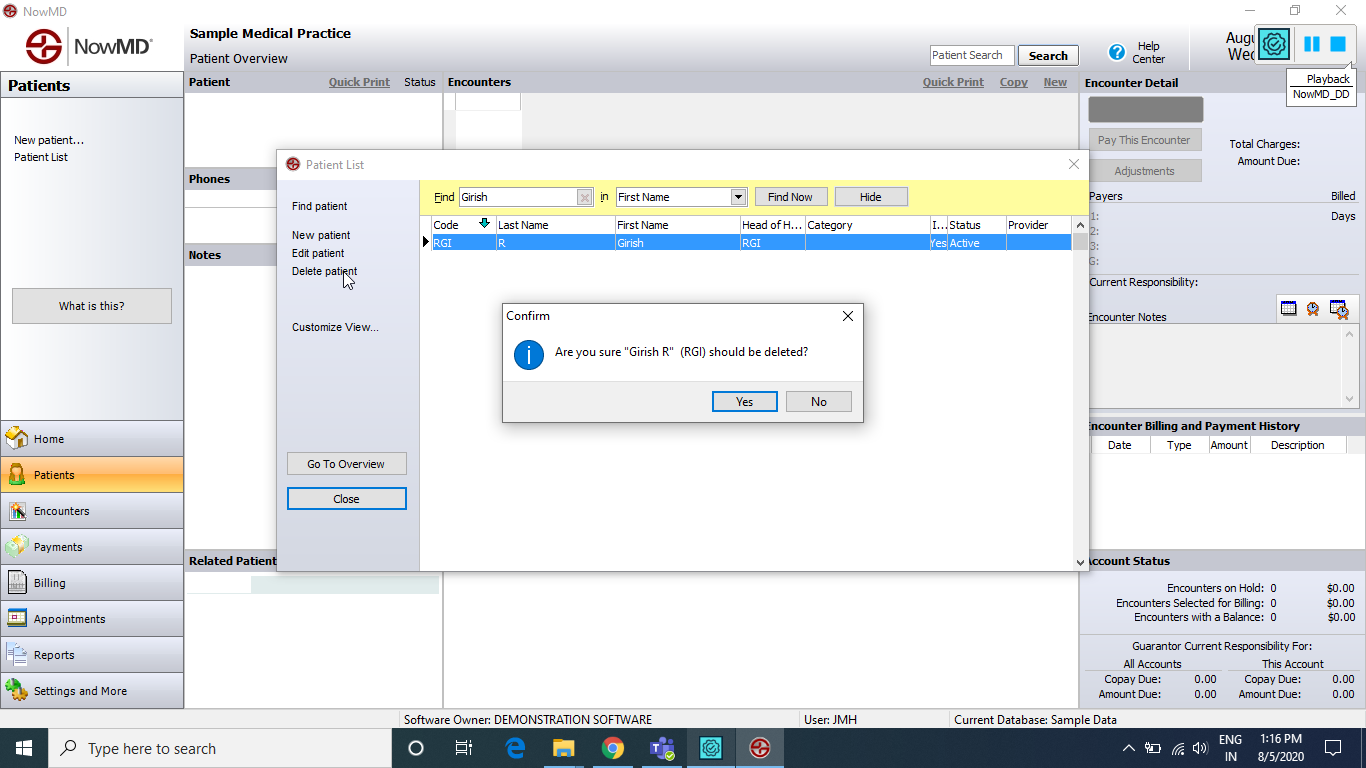 NowMD
NowMD®
Sample Medical Practice
Patient Overview
Patient Search
Search
Help
Center
Wed
Playback
NowMD_DD
Patients
New patient...
Patient List
What is this?
Home
Patients
Encounters
Payments
Billing
Appointments
Reports
Settings and More
Patient
Quick Print
Status
Phones
Notes
Related Patient
Encounters
Quick Print
Copy
New
Encounter Detail
Pay This Encounter
Adjustments
Total Charges:
Amount Due:
Payers
Billed
1:
Days
2:
3:
G:
Current Responsibility:
Encounter Notes
Encounter Billing and Payment History
Date
Type
Amount
Description
Account Status
Encounters on Hold: 0 $0.00
Encounters Selected for Billing: 0 $0.00
Encounters with a Balance: 0 $0.00
Guarantor Current Responsibility For:
All Accounts
This Account
Copay Due: 0.00 Copay Due: 0.00
Amount Due: 0.00 Amount Due: 0.00
Patient List
Find patient
New patient
Edit patient
Delete patient
Customize View...
Go To Overview
Close
Find Girish in First Name Find Now Hide
Code Last Name First Name Head of H... Category I... Status Provider
RGI R Girish RGI Yes Active
Confirm
Are you sure "Girish R" (RGI) should be deleted?
Yes
No
Software Owner: DEMONSTRATION SOFTWARE
User: JMH
Current Database: Sample Data
Type here to search
ENG
IN
1:16 PM
8/5/2020